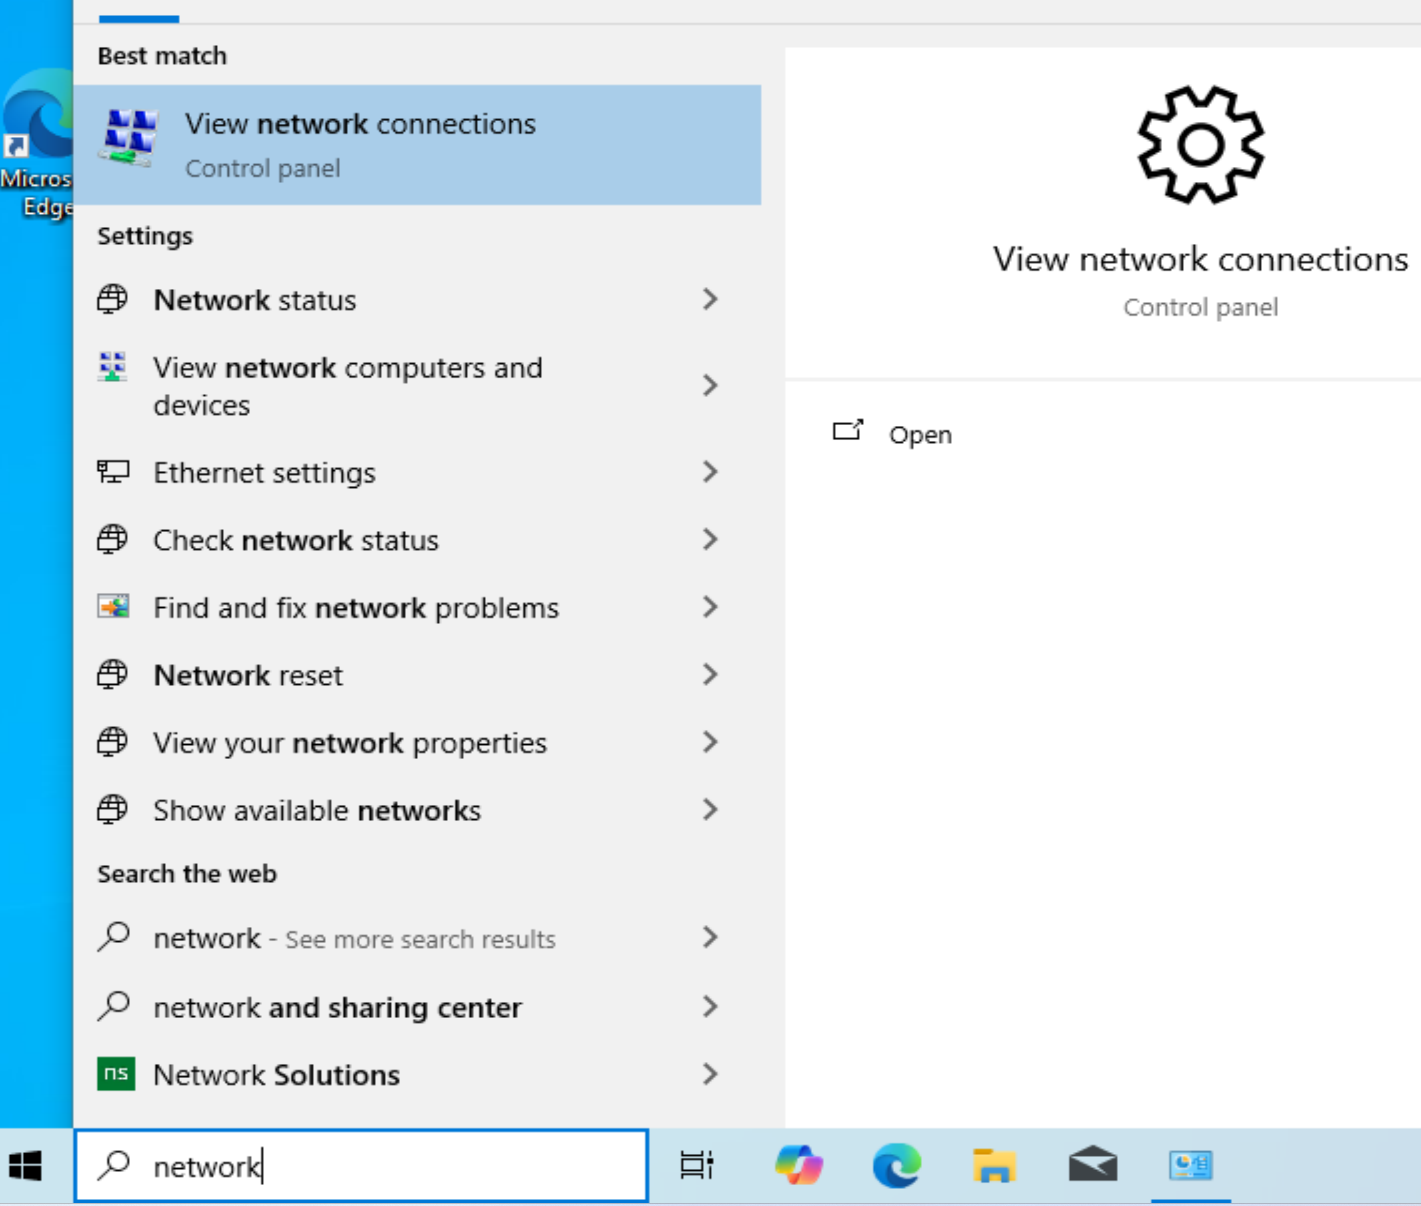 Best match
View network connections
Control panel
Micros
Edge
Settings
Network status
View network computers and
devices
Ethernet settings
Check network status
Find and fix network problems
Network reset
View your network properties
Show available networks
Search the web
network - See more search results
network and sharing center
ns Network Solutions
View network connections
Control panel
Open
network